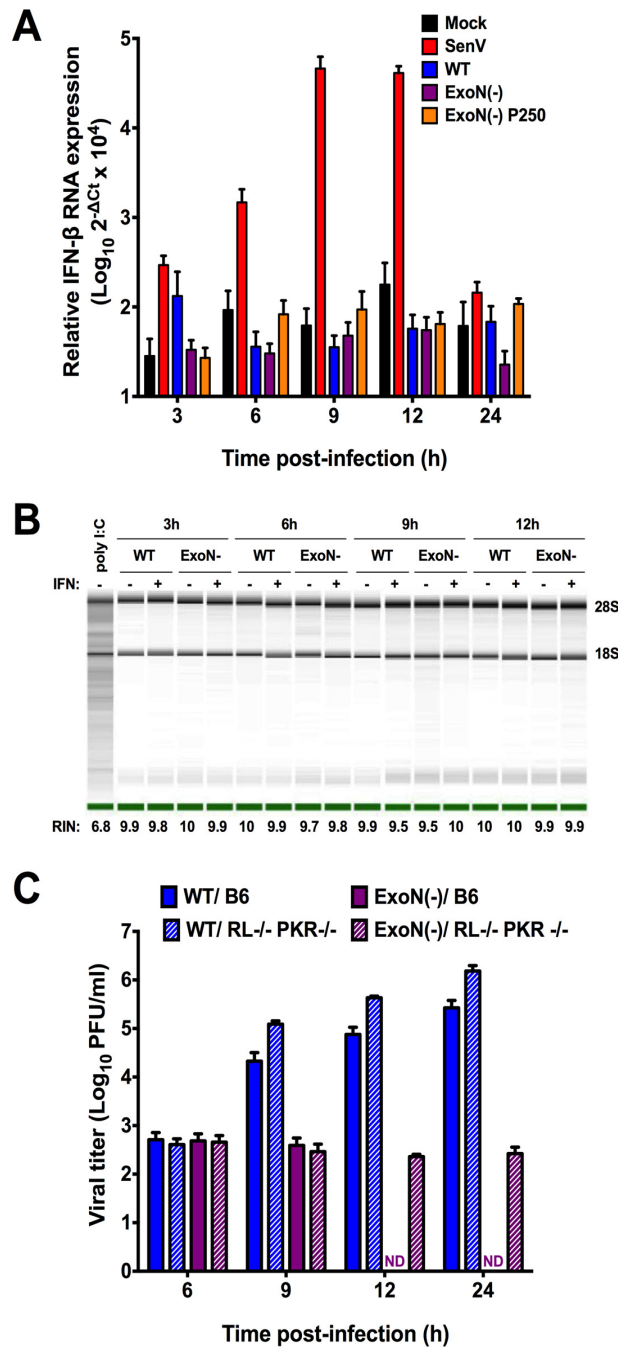 A
Mock
SenV
WT
ExoN(-)
ExoN(-) P250
Relative IFN-β RNA expression
(Log10 2-ΔCt x 104)
5
4
3
2
1
3 6 9 12 24
Time post-infection (h)
B
poly I:C
3h 6h 9h 12h
WT ExoN- WT ExoN- WT ExoN- WT ExoN-
IFN: - - + - + - + - + - + - + - + - +
28S
18S
RIN: 6.8 9.9 9.8 10 9.9 10 9.9 9.7 9.8 9.9 9.5 9.5 10 10 10 9.9 9.9
C
WT/ B6 ExoN(-)/ B6
WT/ RL-/- PKR-/- ExoN(-)/ RL-/- PKR -/-
Viral titer (Log10 PFU/ml)
7
6
5
4
3
2
1
0
ND ND
6 9 12 24
Time post-infection (h)